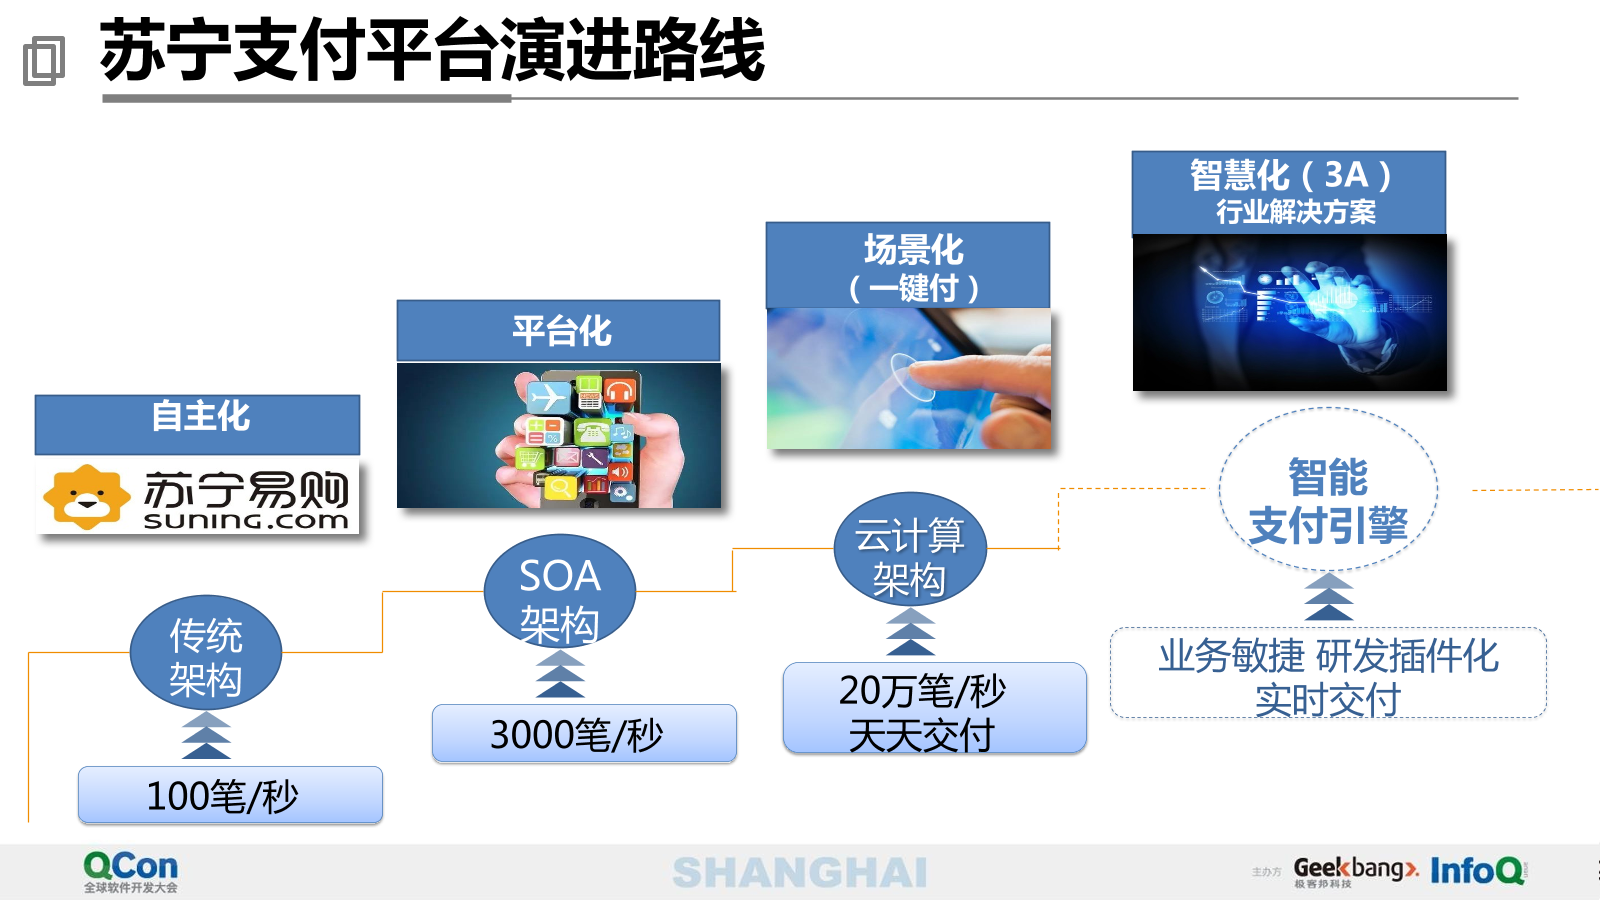 苏宁支付平台演进路线
智慧化（3A）
行业解决方案
场景化
（一键付）
平台化
自主化
苏宁易购
suning.com
智能
支付引擎
云计算
架构
SOA
架构
传统
架构
业务敏捷 研发插件化
实时交付
20万笔/秒
天天交付
3000笔/秒
100笔/秒
QCon
全球软件开发大会
SHANGHAI
主办方
Geekbang>.
极客邦科技
InfoQ